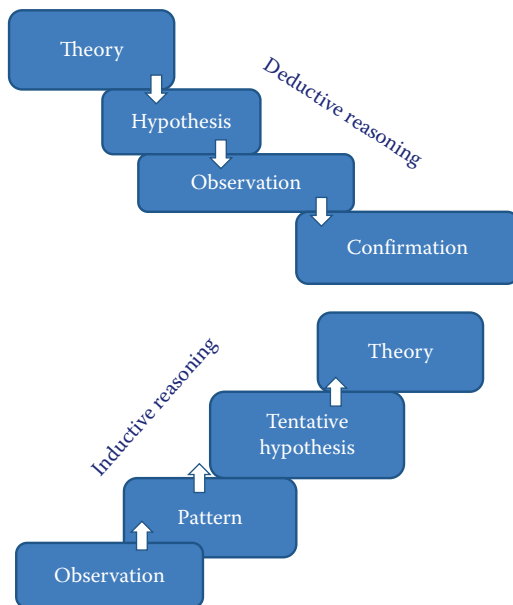 Theory
Deductive reasoning
Hypothesis
Observation
Confirmation
Theory
Inductive reasoning
Tentative
hypothesis
Pattern
Observation